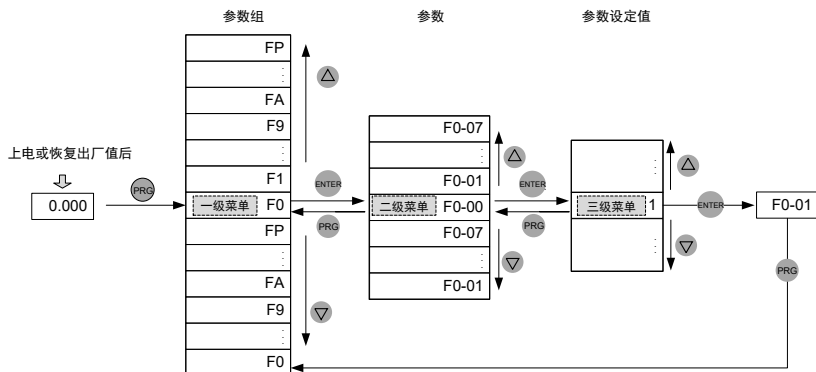 参数组
参数
参数设定值
上电或恢复出厂值后
0.000
PRG
FP
⋮
FA
F9
⋮
F1
一级菜单 F0
FP
⋮
FA
F9
⋮
F0
△
▽
ENTER
PRG
F0-07
⋮
F0-01
二级菜单 F0-00
F0-07
⋮
F0-01
△
▽
ENTER
PRG
⋮
三级菜单 1
⋮
△
▽
ENTER
F0-01
PRG